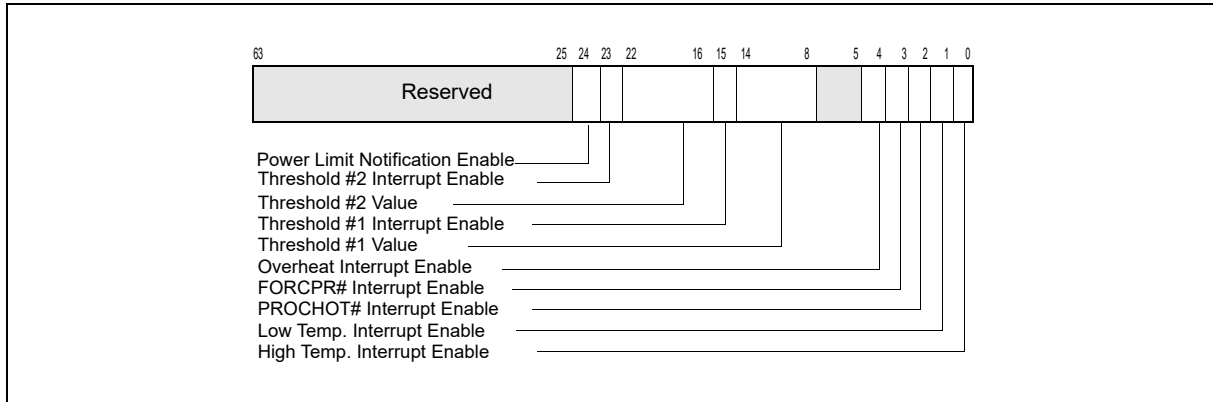 63 25 24 23 22 16 15 14 8 5 4 3 2 1 0
Reserved
Power Limit Notification Enable
Threshold #2 Interrupt Enable
Threshold #2 Value
Threshold #1 Interrupt Enable
Threshold #1 Value
Overheat Interrupt Enable
FORCPR# Interrupt Enable
PROCHOT# Interrupt Enable
Low Temp. Interrupt Enable
High Temp. Interrupt Enable